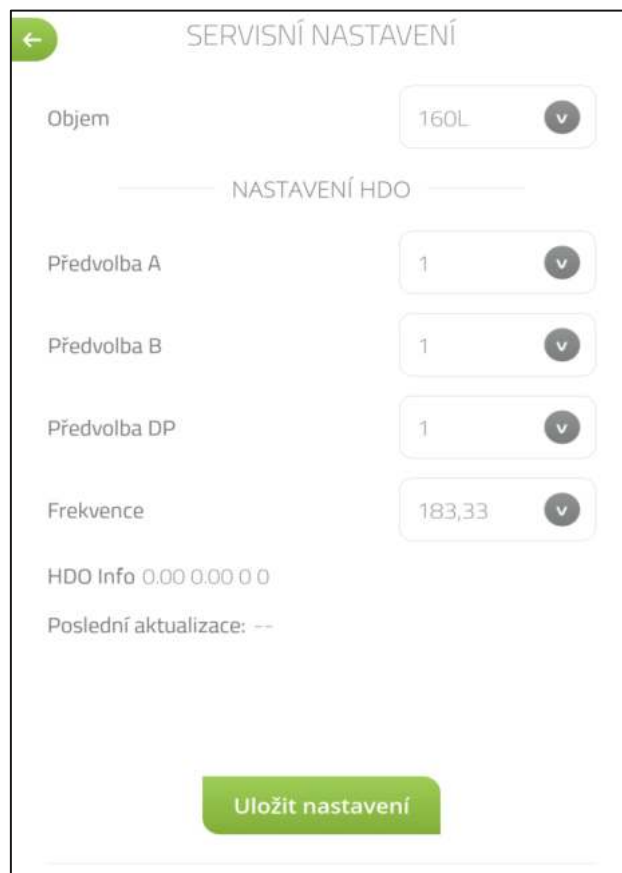 SERVISNÍ NASTAVENÍ
Objem 160L
NASTAVENÍ HDO
Předvolba A 1
Předvolba B 1
Předvolba DP 1
Frekvence 183,33
HDO Info 0.00 0.00 0 0
Poslední aktualizace: --
Uložit nastavení